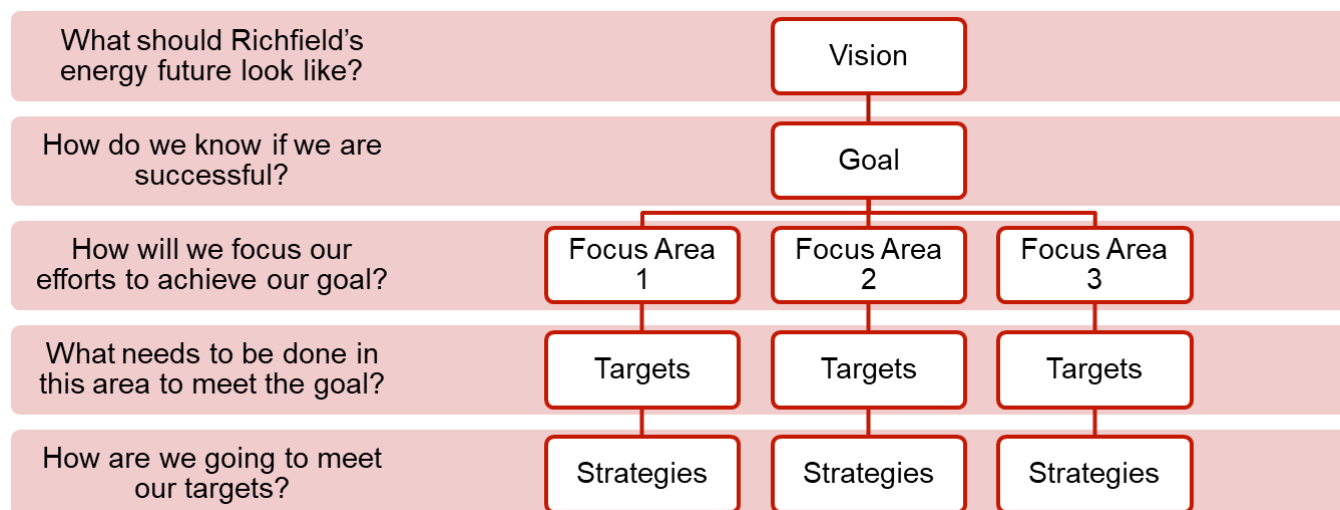 What should Richfield's
energy future look like?
Vision
How do we know if we are
successful?
Goal
How will we focus our
efforts to achieve our goal?
Focus Area
1
Focus Area
2
Focus Area
3
What needs to be done in
this area to meet the goal?
Targets
Targets
Targets
How are we going to meet
our targets?
Strategies
Strategies
Strategies